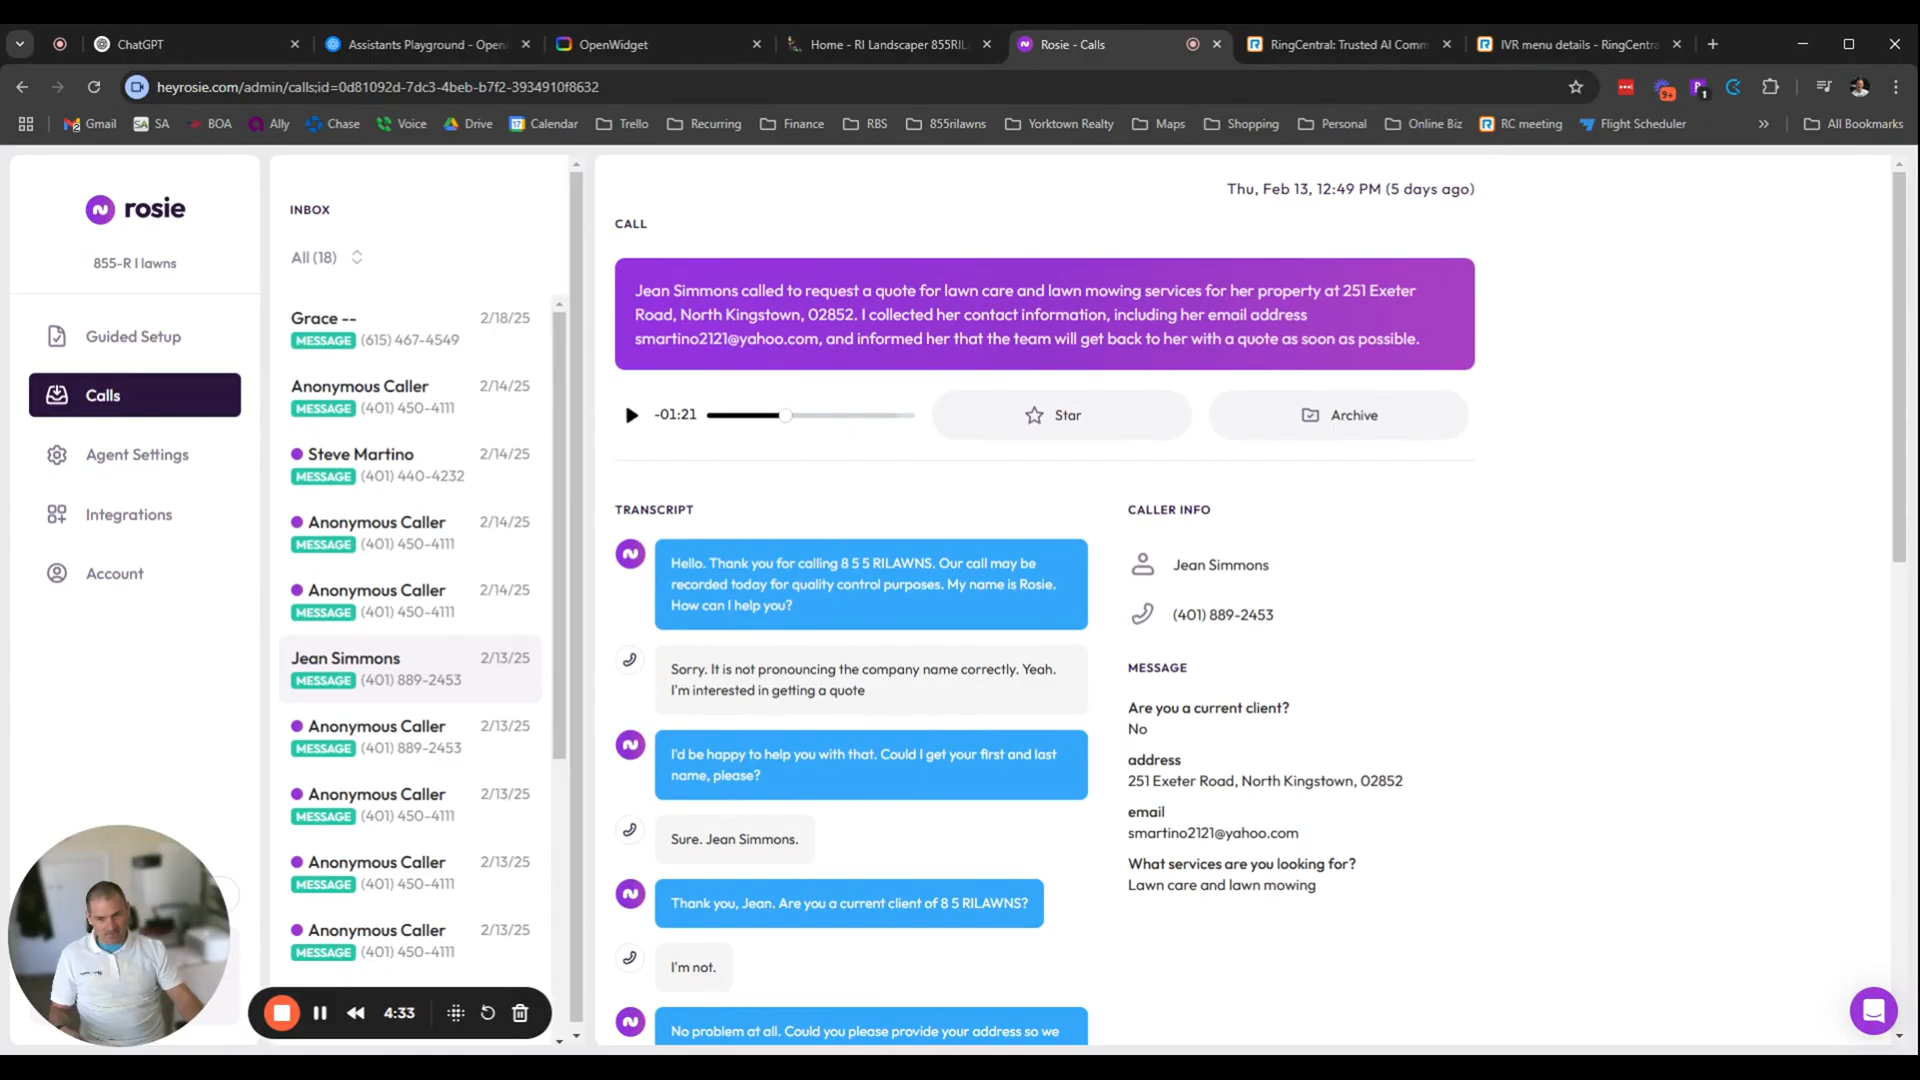 ChatGPT
Assistants Playground - Open
OpenWidget
Home - RI Landscaper 855RIL
Rosie - Calls
RingCentral: Trusted AI Comm
IVR menu details - RingCentra
heyrosie.com/admin/calls;id=0d81092d-7dc3-4beb-b7f2-3934910f8632
9+
1
Gmail
SA
BOA
Ally
Chase
Voice
Drive
Calendar
Trello
Recurring
Finance
RBS
855rilawns
Yorktown Realty
Maps
Shopping
Personal
Online Biz
RC meeting
Flight Scheduler
All Bookmarks
rosie
855-R I lawns
Guided Setup
Calls
Agent Settings
Integrations
Account
INBOX
All (18)
Grace -- 2/18/25
MESSAGE (615) 467-4549
Anonymous Caller 2/14/25
MESSAGE (401) 450-4111
Steve Martino 2/14/25
MESSAGE (401) 440-4232
Anonymous Caller 2/14/25
MESSAGE (401) 450-4111
Anonymous Caller 2/14/25
MESSAGE (401) 450-4111
Jean Simmons 2/13/25
MESSAGE (401) 889-2453
Anonymous Caller 2/13/25
MESSAGE (401) 889-2453
Anonymous Caller 2/13/25
MESSAGE (401) 450-4111
Anonymous Caller 2/13/25
MESSAGE (401) 450-4111
Anonymous Caller 2/13/25
MESSAGE (401) 450-4111
4:33
Thu, Feb 13, 12:49 PM (5 days ago)
CALL
Jean Simmons called to request a quote for lawn care and lawn mowing services for her property at 251 Exeter
Road, North Kingstown, 02852. I collected her contact information, including her email address
smartino2121@yahoo.com, and informed her that the team will get back to her with a quote as soon as possible.
-01:21
Star
Archive
TRANSCRIPT
Hello. Thank you for calling 8 5 5 RILAWNS. Our call may be
recorded today for quality control purposes. My name is Rosie.
How can I help you?
Sorry. It is not pronouncing the company name correctly. Yeah.
I'm interested in getting a quote
I'd be happy to help you with that. Could I get your first and last
name, please?
Sure. Jean Simmons.
Thank you, Jean. Are you a current client of 8 5 RILAWNS?
I'm not.
No problem at all. Could you please provide your address so we
CALLER INFO
Jean Simmons
(401) 889-2453
MESSAGE
Are you a current client?
No
address
251 Exeter Road, North Kingstown, 02852
email
smartino2121@yahoo.com
What services are you looking for?
Lawn care and lawn mowing